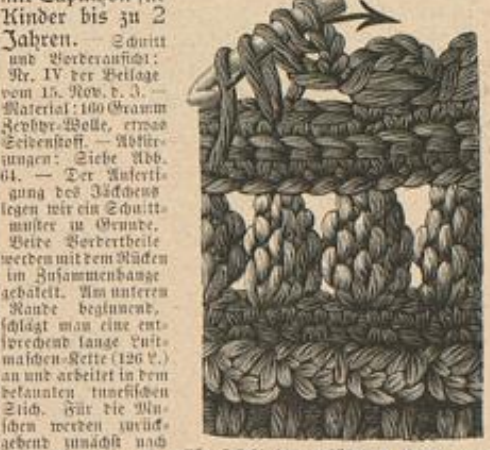 Kinder bis zu 2
Jahren. — Schnitt
und Vorderansicht:
Nr. IV der Beilage
vom 15. Nov. d. J. —
Material: 160 Gramm
Zephyr-Wolle, etwas
Seidenstoff. — Abkür-
zungen: Siehe Abb.
64. — Der Anferti-
gung des Jäckchens
legen wir ein Schnitt-
muster zu Grunde.
Beide Vordertheile
werden mit dem Rücken
im Zusammenhange
gehäkelt. Am unteren
Rande beginnend,
schlägt man eine ent-
sprechend lange Luft-
maschen-Kette (126 L.)
an und arbeitet in dem
bekannten tunesischen
Stich. Für die Mu-
schen werden zurück-
gehend zunächst nach